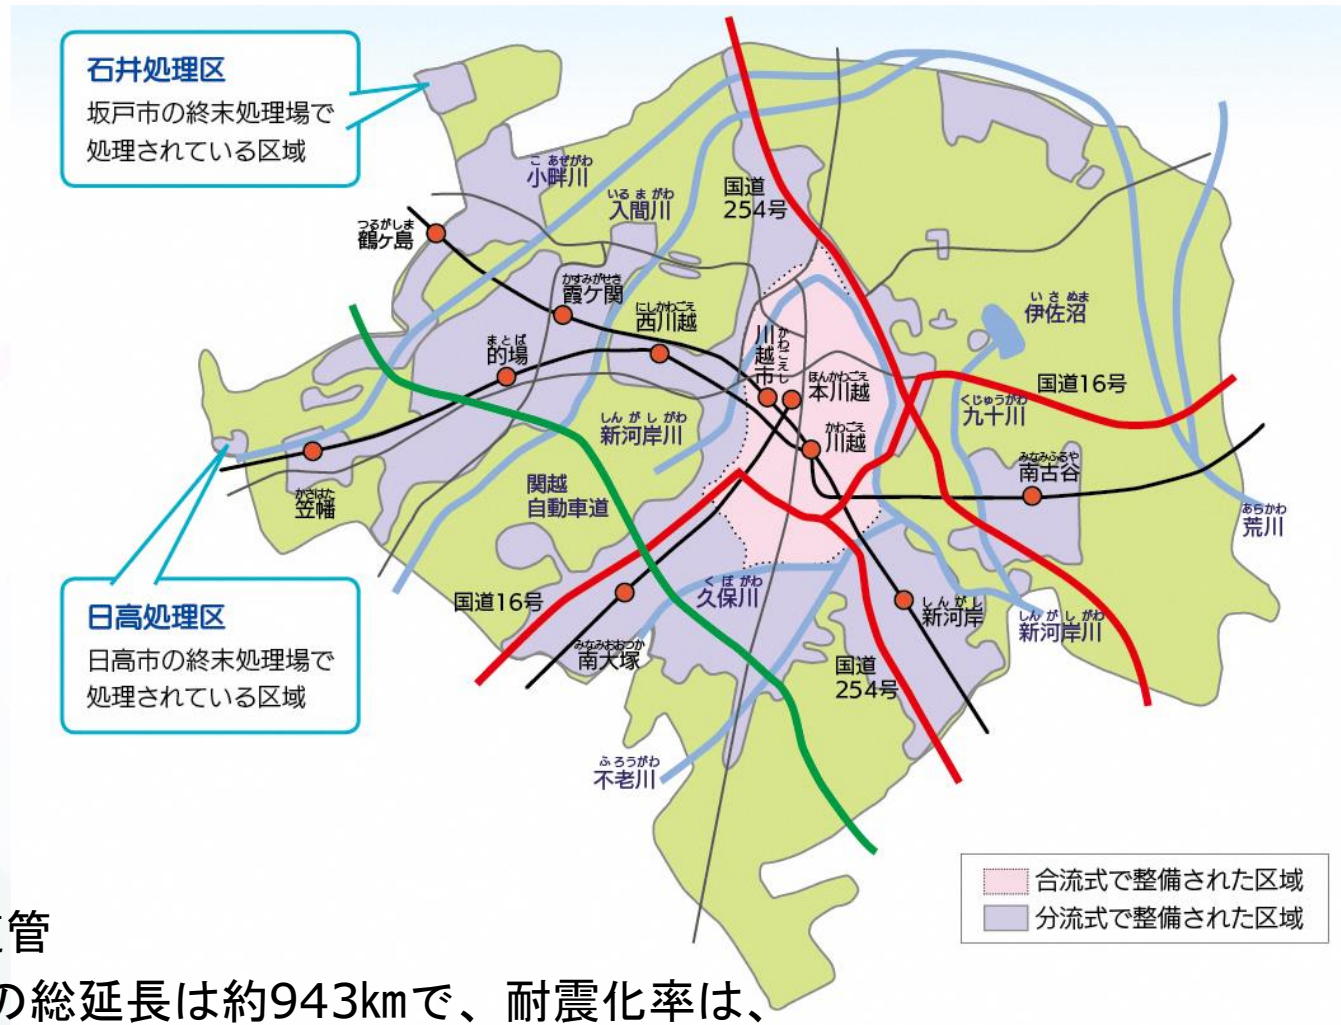 石井処理区
坂戸市の終末処理場で
処理されている区域
こ あぜがわ
小畔川
いる ま がわ
入間川
国道
254号
つるがしま
鶴ヶ島
かすみがせき
霞ケ関
にしかわごえ
西川越
まとば
的場
川越市
かわごえし
ほんかわごえ
本川越
かわごえ
川越
い さ ぬま
伊佐沼
国道16号
くじゅうがわ
九十川
しん が し がわ
新河岸川
みなみふるや
南古谷
関越
自動車道
かさはた
笠幡
あらかわ
荒川
日高処理区
日高市の終末処理場で
処理されている区域
国道16号
く ぼ がわ
久保川
しん が し
新河岸
しん が し がわ
新河岸川
みなみおおつか
南大塚
国道
254号
ふ ろうがわ
不老川
合流式で整備された区域
分流式で整備された区域
管
の総延長は約943㎞で、耐震化率は、